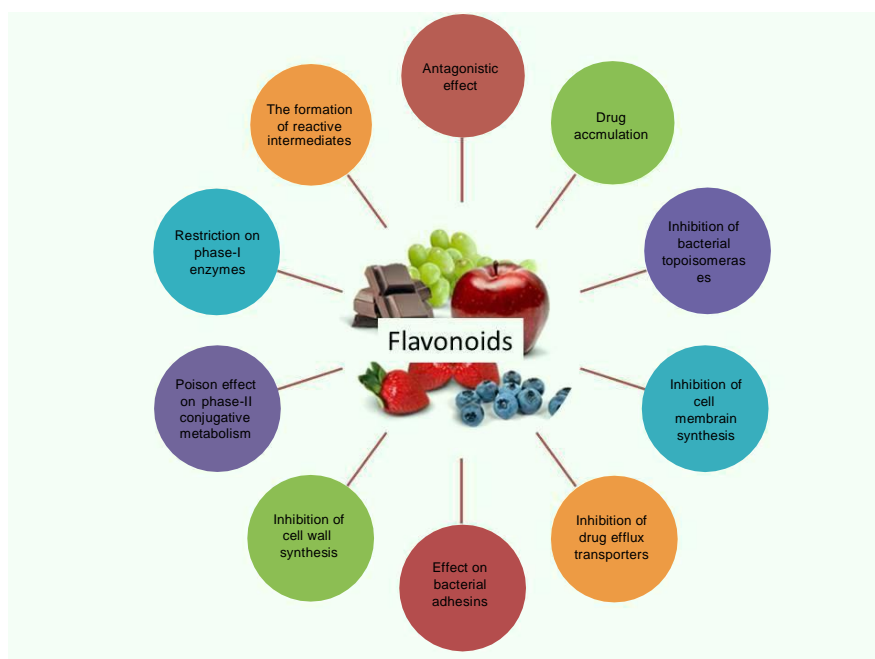 Antagonistic
effect
Drug
accmulation
Inhibition of
bacterial
topoisomeras
es
Inhibition of
cell
membrain
synthesis
Inhibition of
drug efflux
transporters
Effect on
bacterial
adhesins
Inhibition of
cell wall
synthesis
Poison effect
on phase-II
conjugative
metabolism
Restriction on
phase-I
enzymes
The formation
of reactive
intermediates
Flavonoids